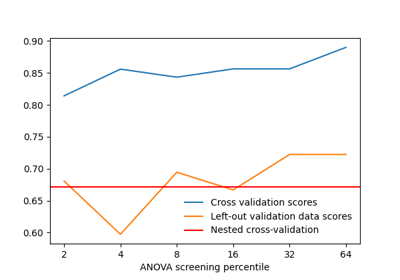 0.90
0.85
0.80
0.75
0.70
0.65
0.60
Cross validation scores
Left-out validation data scores
Nested cross-validation
2 4 8 16 32 64
ANOVA screening percentile